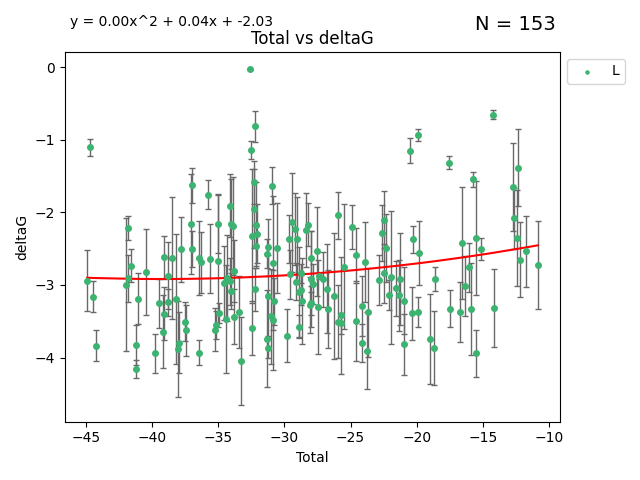 y = 0.00x^2 + 0.04x + -2.03
N = 153
Total vs deltaG
L
deltaG
0
−1
−2
−3
−4
−45 −40 −35 −30 −25 −20 −15 −10
Total